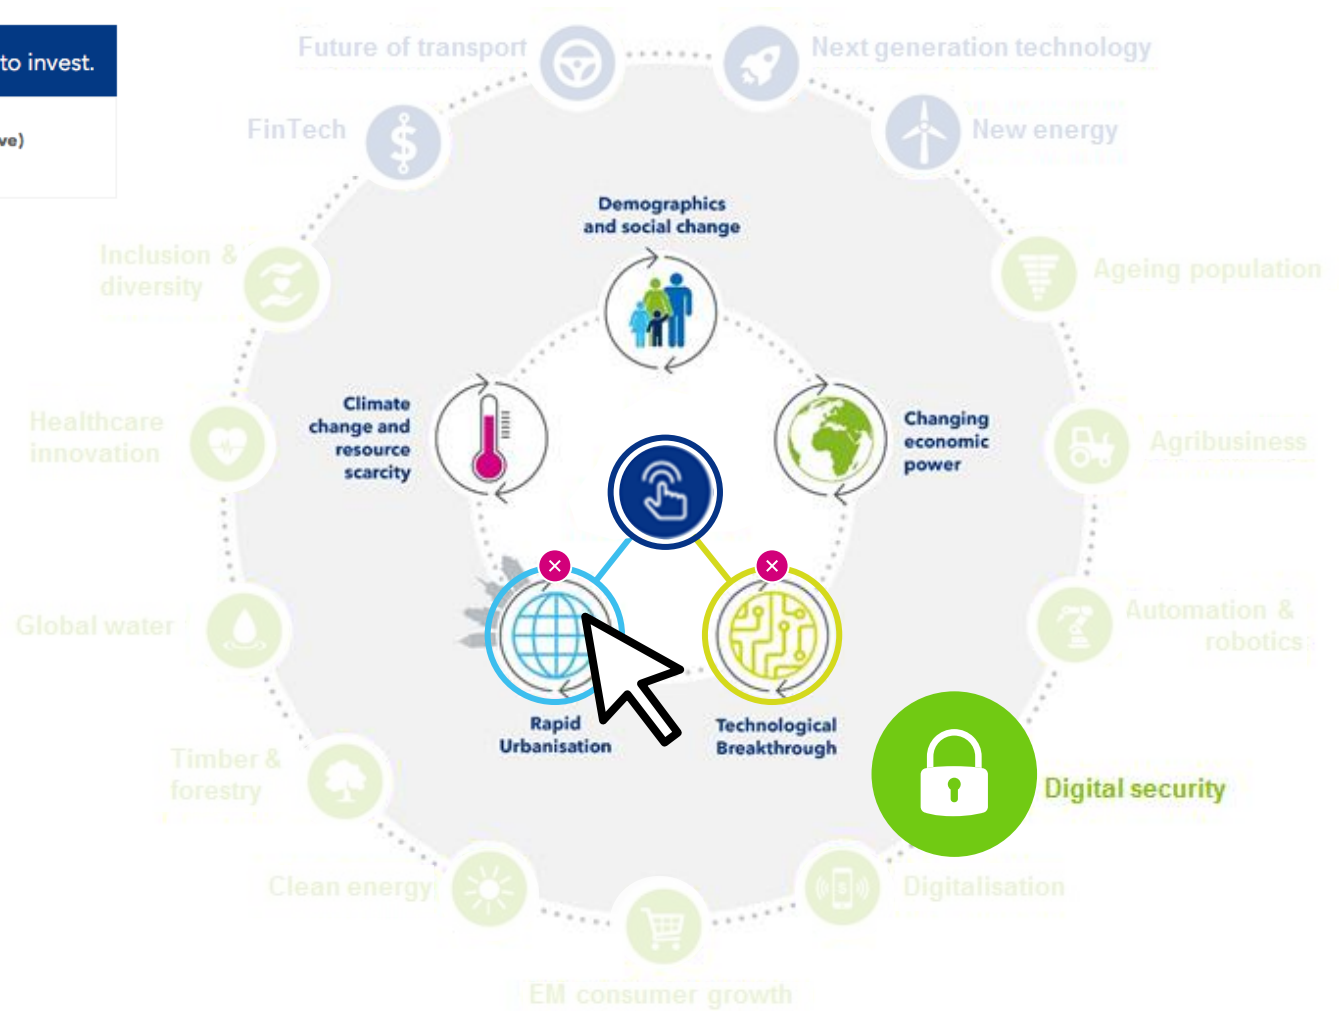 to invest.
ve)
Future of transport
Next generation technology
FinTech
New energy
Demographics
and social change
Inclusion &
diversity
Ageing population
Climate
change and
resource
scarcity
Changing
economic
power
Healthcare
innovation
Agribusiness
Global water
Automation &
robotics
Rapid
Urbanisation
Technological
Breakthrough
Timber &
forestry
Digital security
Clean energy
Digitalisation
EM consumer growth